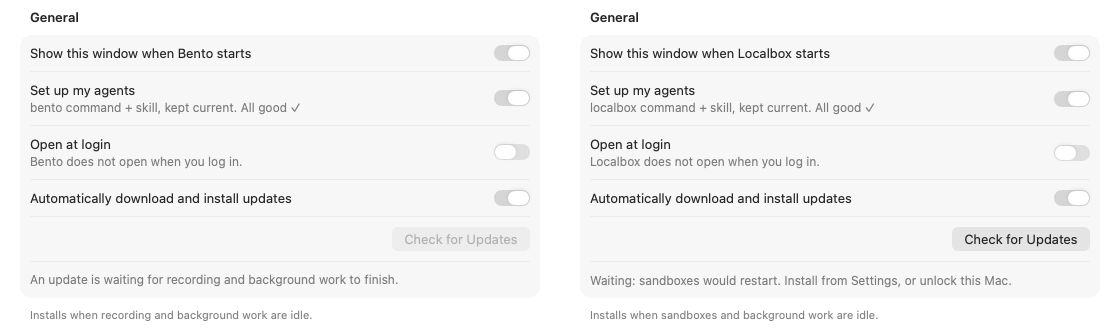 General
Show this window when Bento starts
Set up my agents
bento command + skill, kept current. All good ✓
Open at login
Bento does not open when you log in.
Automatically download and install updates
Check for Updates
An update is waiting for recording and background work to finish.
Installs when recording and background work are idle.
General
Show this window when Localbox starts
Set up my agents
localbox command + skill, kept current. All good ✓
Open at login
Localbox does not open when you log in.
Automatically download and install updates
Check for Updates
Waiting: sandboxes would restart. Install from Settings, or unlock this Mac.
Installs when sandboxes and background work are idle.